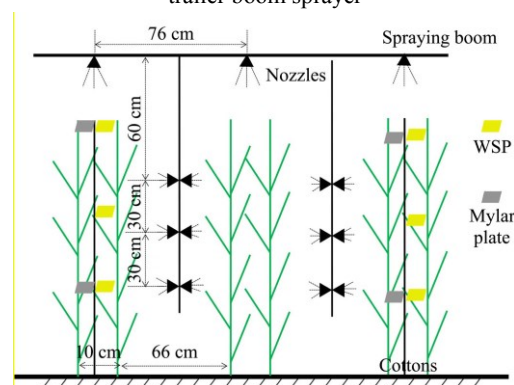 trailer boom sprayer
76 cm
Spraying boom
Nozzles
60 cm
WSP
30 cm
Mylar
plate
30 cm
10 cm
66 cm
Cottons